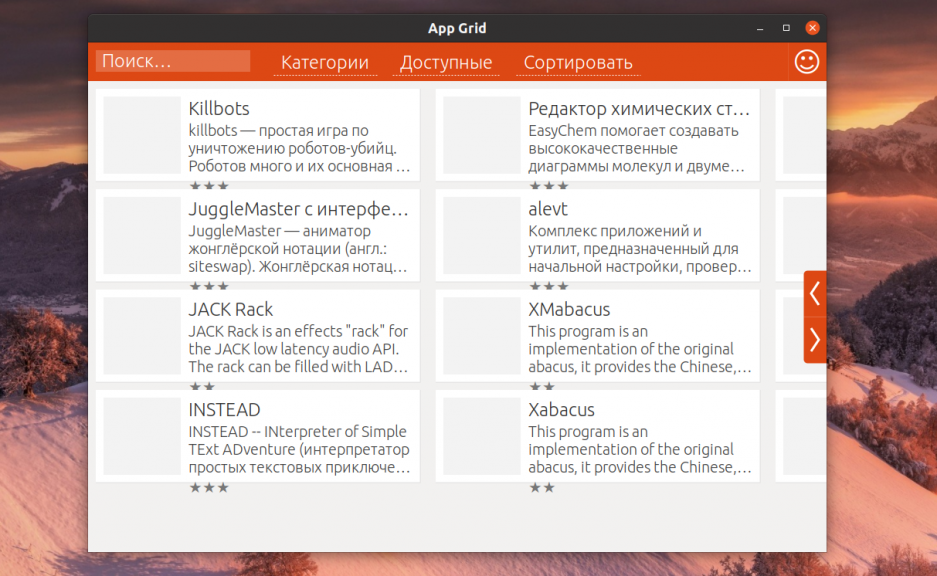 App Grid
Поиск...
Категории
Доступные
Сортировать
Killbots
killbots — простая игра по
уничтожению роботов-убийц.
Роботов много и их основная ...
★★★
Редактор химических ст...
EasyChem помогает создавать
высококачественные
диаграммы молекул и двуме...
★★★
JuggleMaster с интерфе...
JuggleMaster — аниматор
жонглёрской нотации (англ.:
siteswap). Жонглёрская нотац...
★★★
alevt
Комплекс приложений и
утилит, предназначенный для
начальной настройки, провер...
★★★
JACK Rack
JACK Rack is an effects "rack" for
the JACK low latency audio API.
The rack can be filled with LAD...
★★
XMabacus
This program is an
implementation of the original
abacus, it provides the Chinese,...
★★
INSTEAD
INSTEAD -- INterpreter of Simple
TExt ADventure (интерпретатор
простых текстовых приключе...
★★★
Xabacus
This program is an
implementation of the original
abacus, it provides the Chinese,...
★★